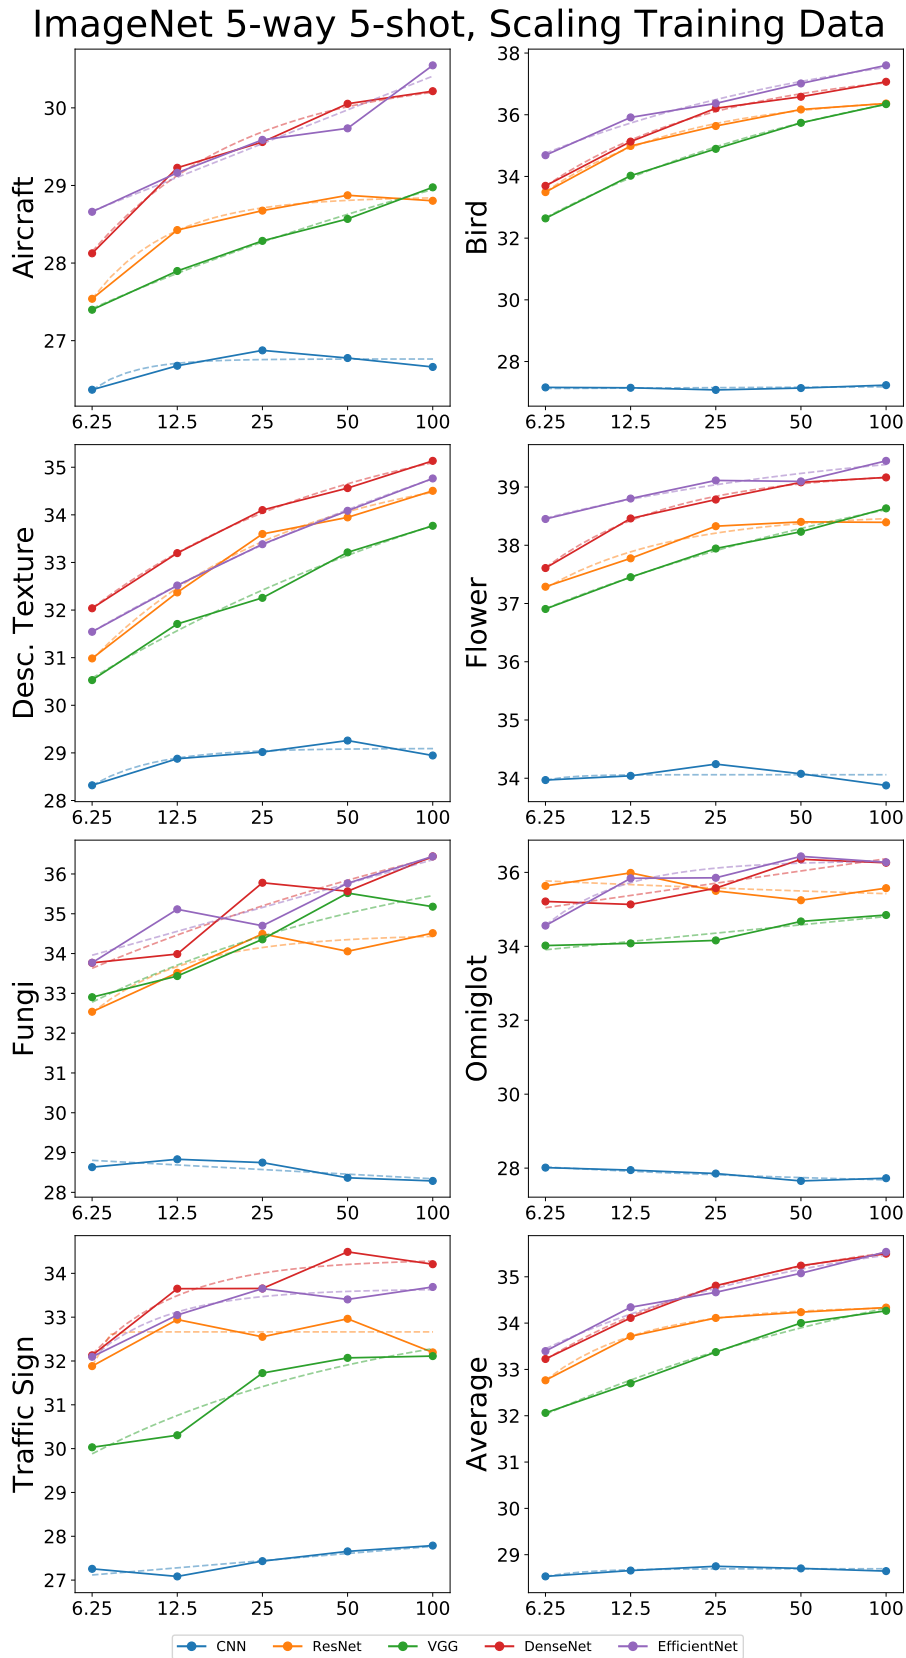 ImageNet 5-way 5-shot, Scaling Training Data
Aircraft
30
29
28
27
6.25 12.5 25 50 100
Bird
38
36
34
32
30
28
6.25 12.5 25 50 100
Desc. Texture
35
34
33
32
31
30
29
28
6.25 12.5 25 50 100
Flower
39
38
37
36
35
34
6.25 12.5 25 50 100
Fungi
36
35
34
33
32
31
30
29
28
6.25 12.5 25 50 100
Omniglot
36
34
32
30
28
6.25 12.5 25 50 100
Traffic Sign
34
33
32
31
30
29
28
27
6.25 12.5 25 50 100
Average
35
34
33
32
31
30
29
6.25 12.5 25 50 100
CNN ResNet VGG DenseNet EfficientNet